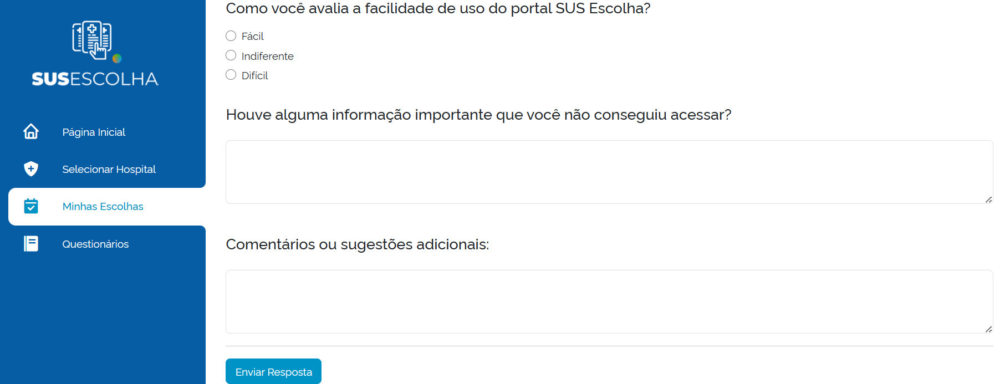 SUSESCOLHA
Página Inicial
Selecionar Hospital
Minhas Escolhas
Questionários
Como você avalia a facilidade de uso do portal SUS Escolha?
Fácil
Indiferente
Difícil
Houve alguma informação importante que você não conseguiu acessar?
Comentários ou sugestões adicionais:
Enviar Resposta